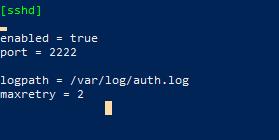 [sshd]
enabled = true
port = 2222
logpath = /var/log/auth.log
maxretry = 2